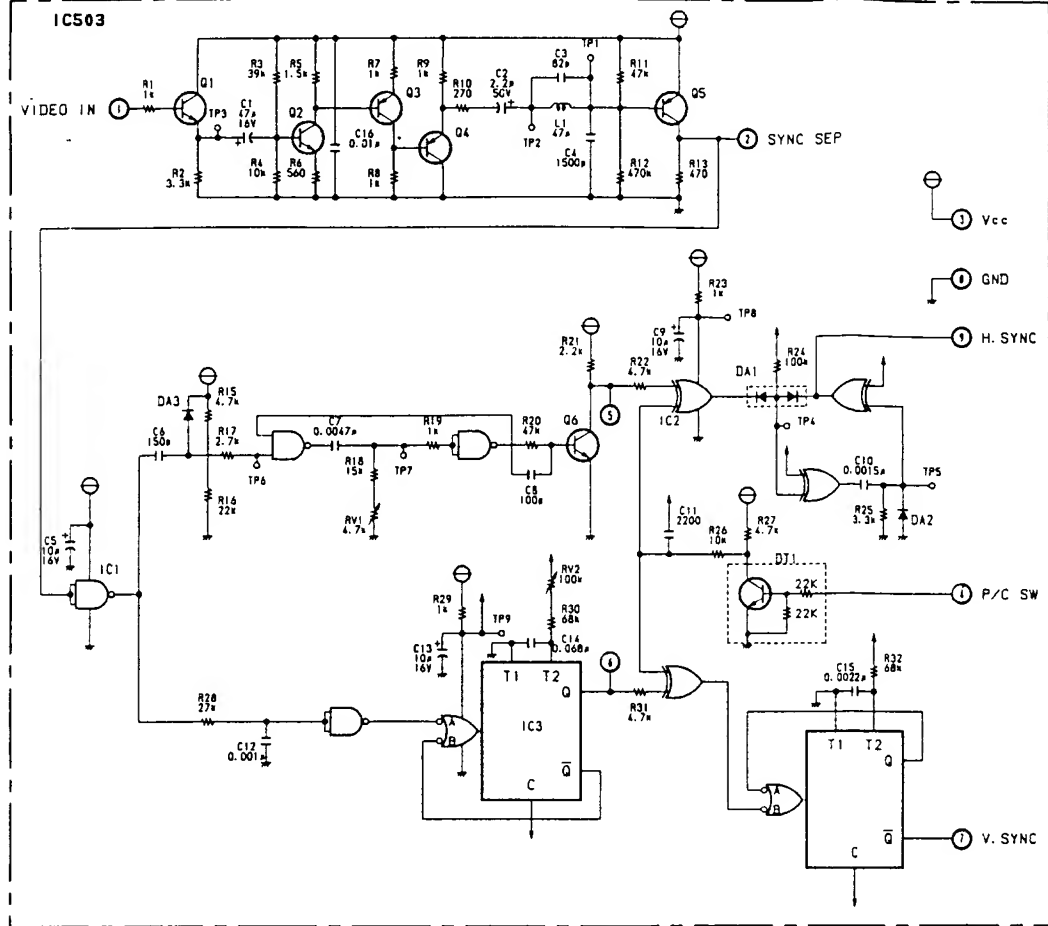 IC503
VIDEO IN
1
R1
1k
Q1
TP3
R2
3.3k
C1
47μ
16V
R3
39k
R4
10k
R5
1.5k
Q2
R6
560
C16
0.01μ
R7
1k
Q3
R8
1k
R9
1k
Q4
R10
270
C2
2.2μ
50V
TP2
C3
82p
L1
47μ
TP1
C4
1500p
R11
47k
R12
470k
Q5
R13
470
2
SYNC SEP
3
Vcc
8
GND
9
H.SYNC
C5
10μ
16V
IC1
C6
150p
DA3
R15
4.7k
R17
2.7k
TP6
R16
22k
C7
0.0047μ
R18
15k
RV1
4.7k
TP7
R19
1k
C8
100p
R20
47k
Q6
R21
2.2k
5
R22
4.7k
R23
1k
C9
10μ
16V
TP8
IC2
DA1
R24
100k
TP4
C10
0.0015μ
R25
3.3k
TP5
DA2
C11
2200
R26
10k
R27
4.7k
DT1
22K
22K
4
P/C SW
R28
27k
C12
0.001μ
R29
1k
C13
10μ
16V
TP9
A
B
RV2
100k
R30
68k
C14
0.068μ
T1
T2
Q
IC3
Q̅
C
6
R31
4.7k
C15
0.0022μ
R32
68k
A
B
T1
T2
Q
Q̅
C
7
V.SYNC